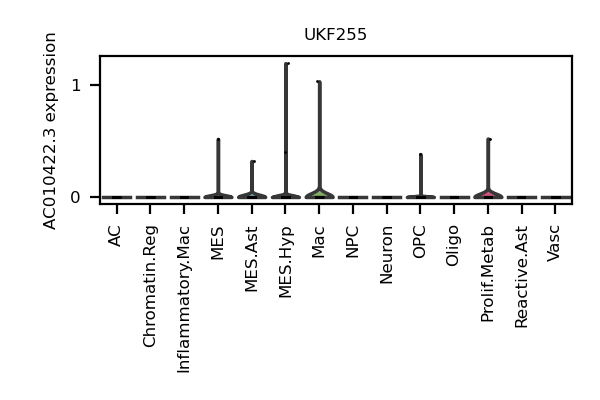 UKF255
AC010422.3 expression
1
0
AC
Chromatin.Reg
Inflammatory.Mac
MES
MES.Ast
MES.Hyp
Mac
NPC
Neuron
OPC
Oligo
Prolif.Metab
Reactive.Ast
Vasc